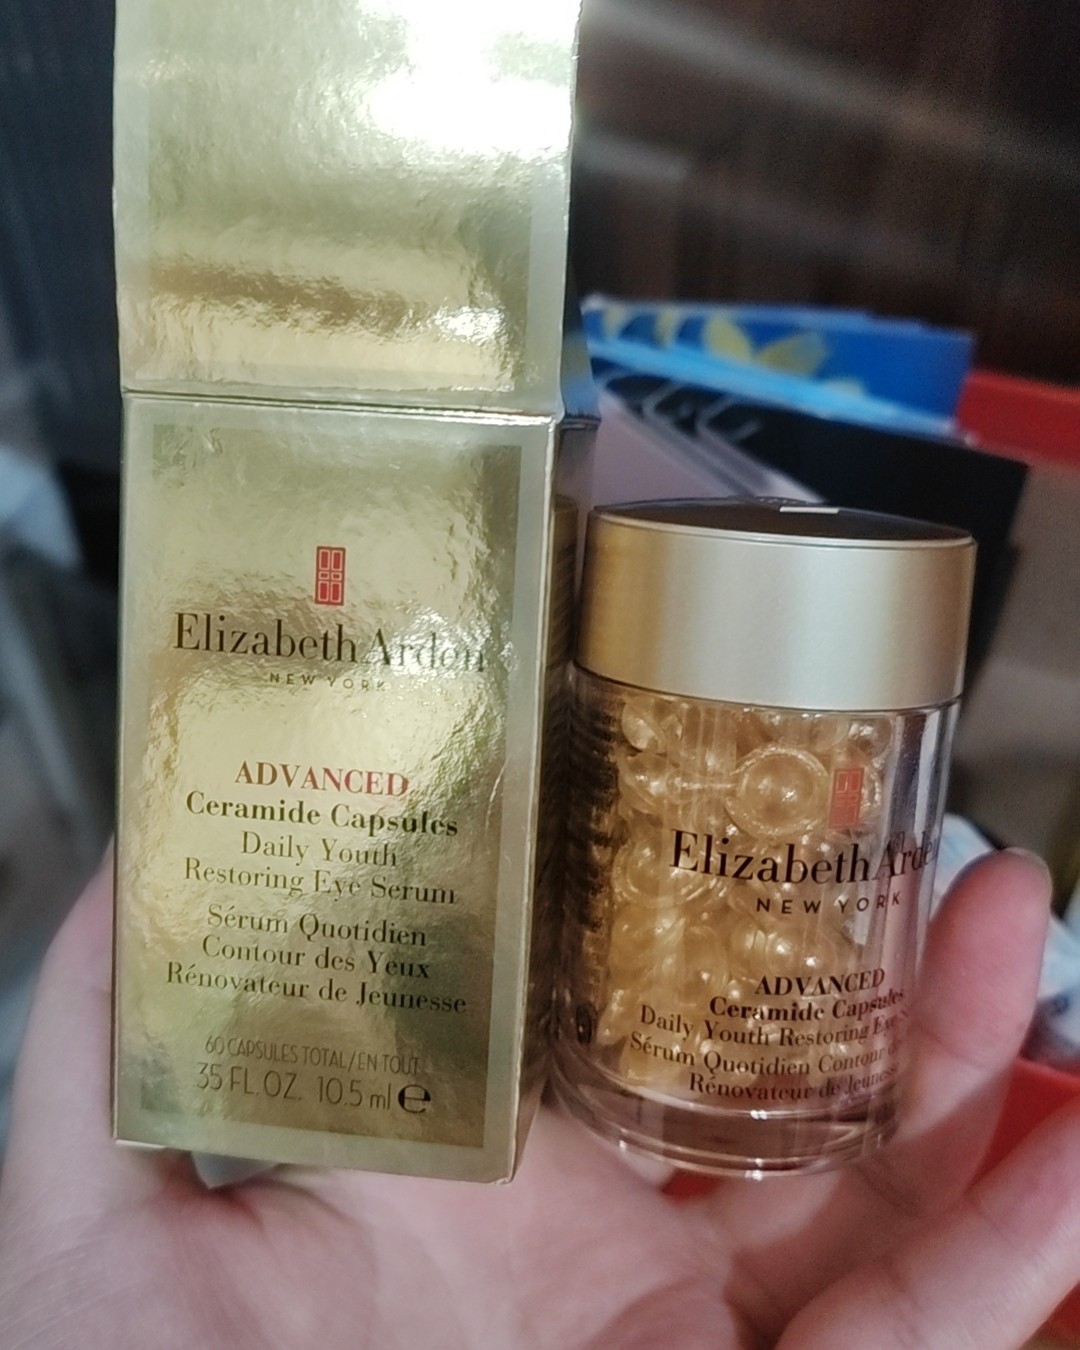 Elizabeth Arden
NEW YORK
ADVANCED
Ceramide Capsules
Daily Youth
Restoring Eye Serum
Sérum Quotidien
Contour des Yeux
Rénovateur de Jeunesse
60 CAPSULES TOTAL/EN TOUT
.35 FL. OZ. 10.5 ml e
Elizabeth Arden
NEW YORK
ADVANCED
Ceramide Capsules
Daily Youth Restoring Eye
Sérum Quotidien Contour
Rénovateur de Jeunesse